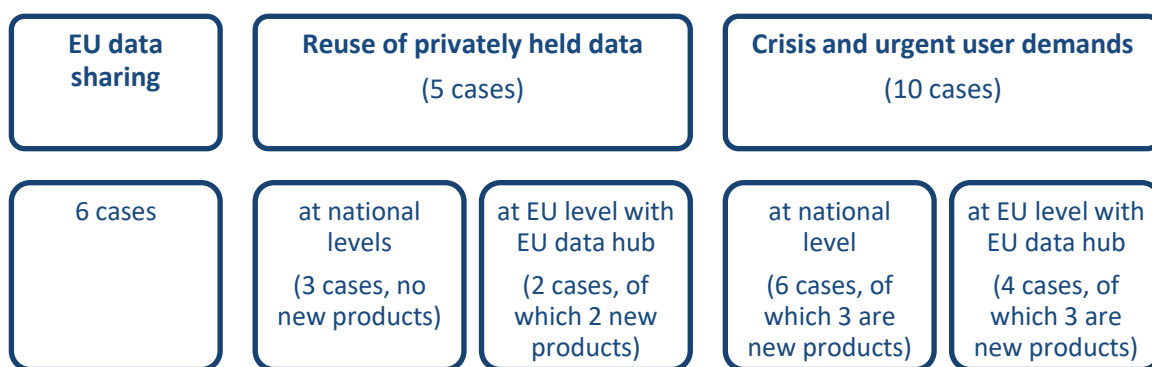 EU data
sharing
Reuse of privately held data
(5 cases)
Crisis and urgent user demands
(10 cases)
6 cases
at national
levels
(3 cases, no
new products)
at EU level with
EU data hub
(2 cases, of
which 2 new
products)
at national
level
(6 cases, of
which 3 are
new products)
at EU level with
EU data hub
(4 cases, of
which 3 are
new products)